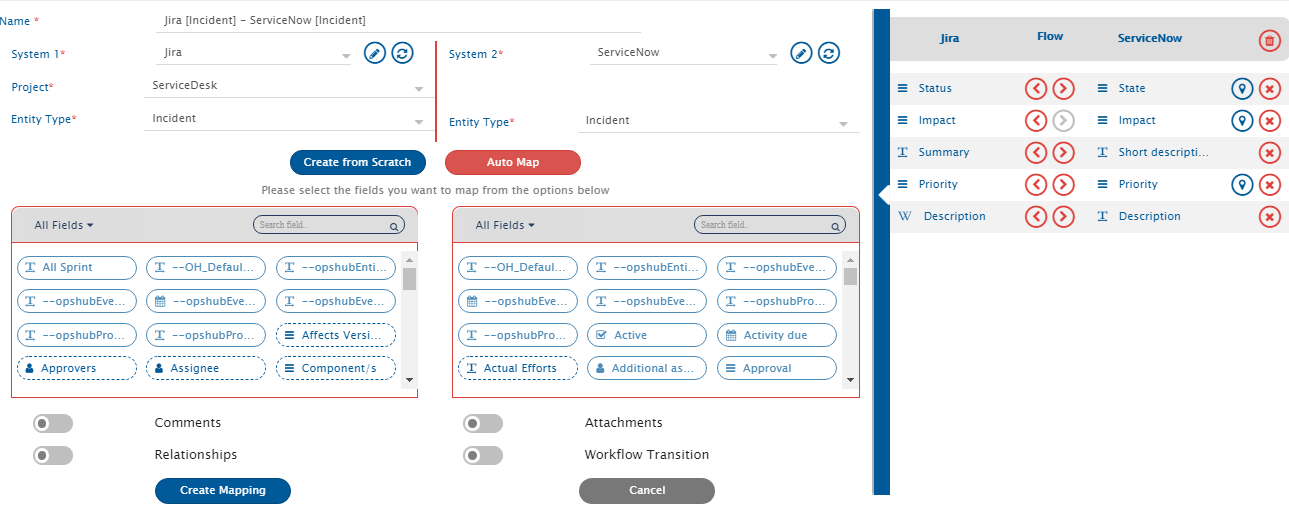 Name *
Jira [Incident] - ServiceNow [Incident]
System 1*
Jira
System 2*
ServiceNow
Project*
ServiceDesk
Entity Type*
Incident
Entity Type*
Incident
Create from Scratch
Auto Map
Please select the fields you want to map from the options below
All Fields
Search field..
All Sprint
--OH_Defaul...
--opshubEnti...
--opshubEve...
--opshubEve...
--opshubEve...
--opshubPro...
--opshubPro...
Affects Versi...
Approvers
Assignee
Component/s
All Fields
Search field..
--OH_Defaul...
--opshubEnti...
--opshubEve...
--opshubEve...
--opshubEve...
--opshubPro...
--opshubPro...
Active
Activity due
Actual Efforts
Additional as...
Approval
Comments
Attachments
Relationships
Workflow Transition
Create Mapping
Cancel
Jira
Flow
ServiceNow
Status
State
Impact
Impact
Summary
Short descripti...
Priority
Priority
Description
Description